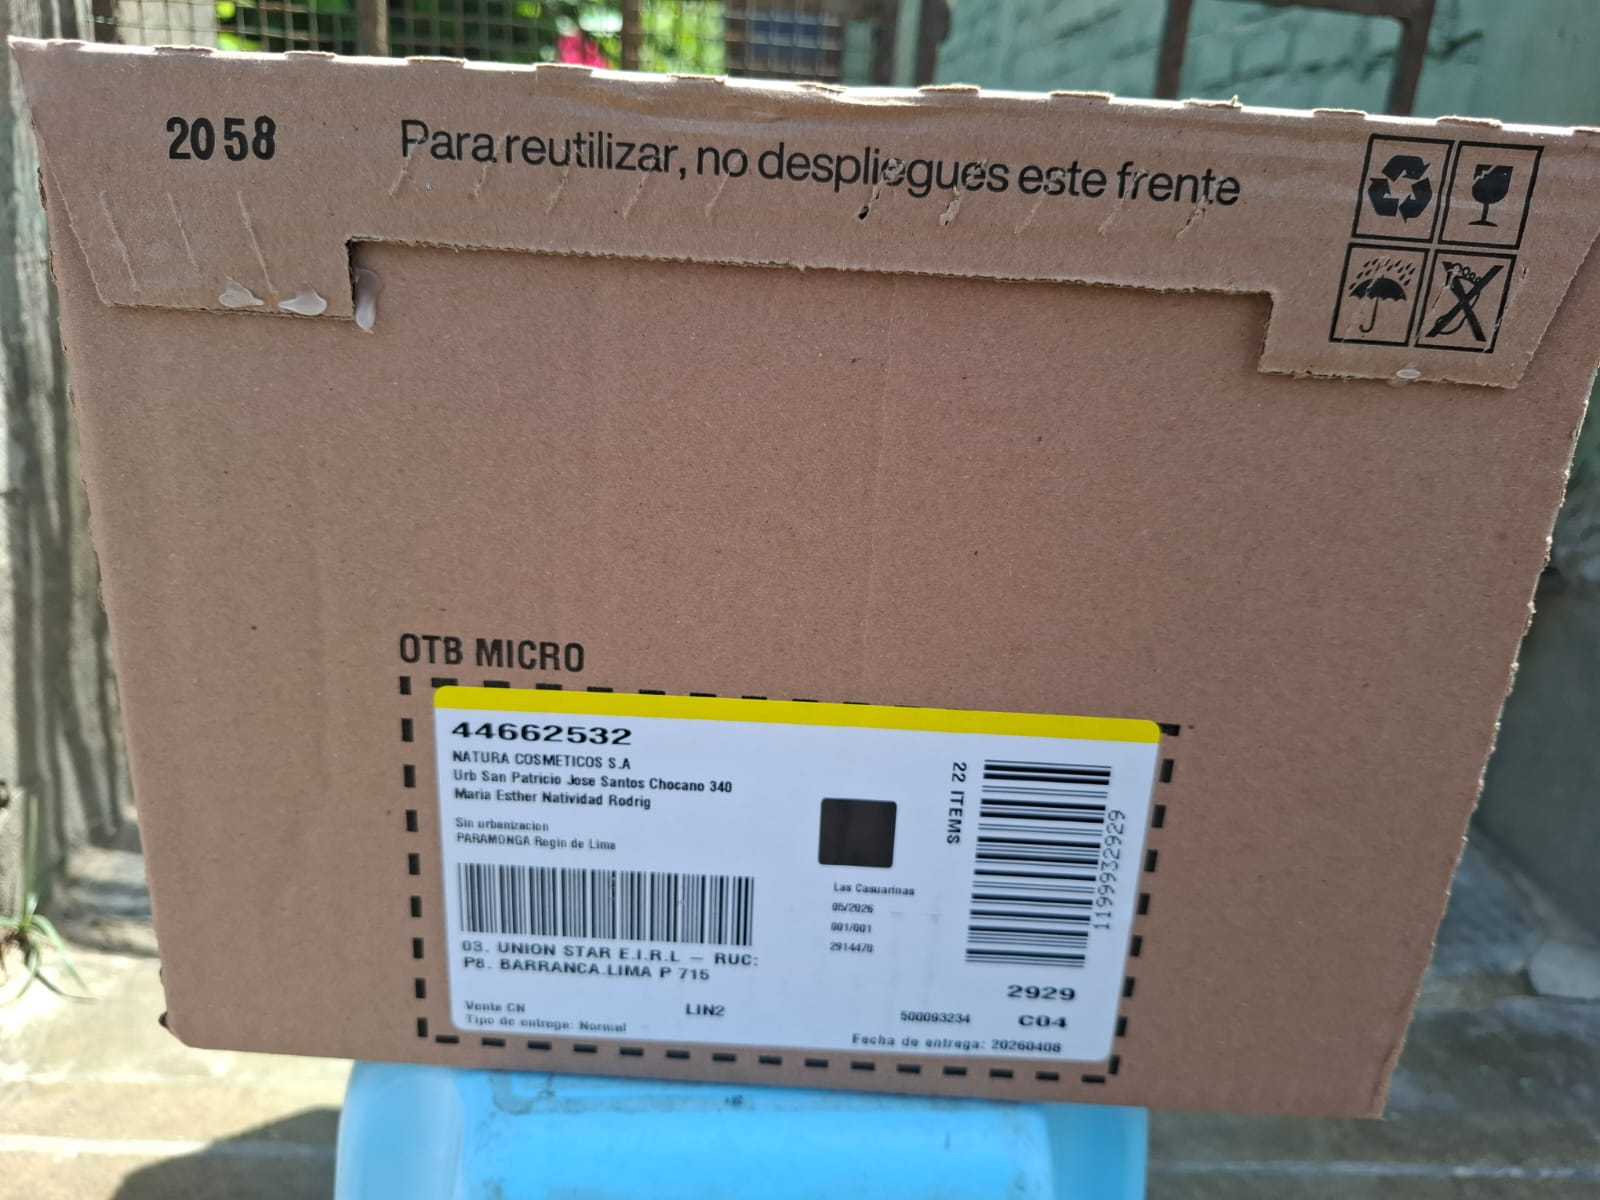 2058
Para reutilizar, no despliegues este frente
OTB MICRO
44662532
NATURA COSMETICOS S.A
Urb San Patricio Jose Santos Chocano 340
Maria Esther Natividad Rodrig
Sin urbanizacion
PARAMONGA Regin de Lima
03. UNION STAR E.I.R.L – RUC:
P8. BARRANCA.LIMA P 715
Venta CN
Tipo de entrega: Normal
LIN2
Las Casuarinas
05/2026
001/001
2914470
22 ITEMS
11999932929
2929
500093234
C04
Fecha de entrega: 20260408